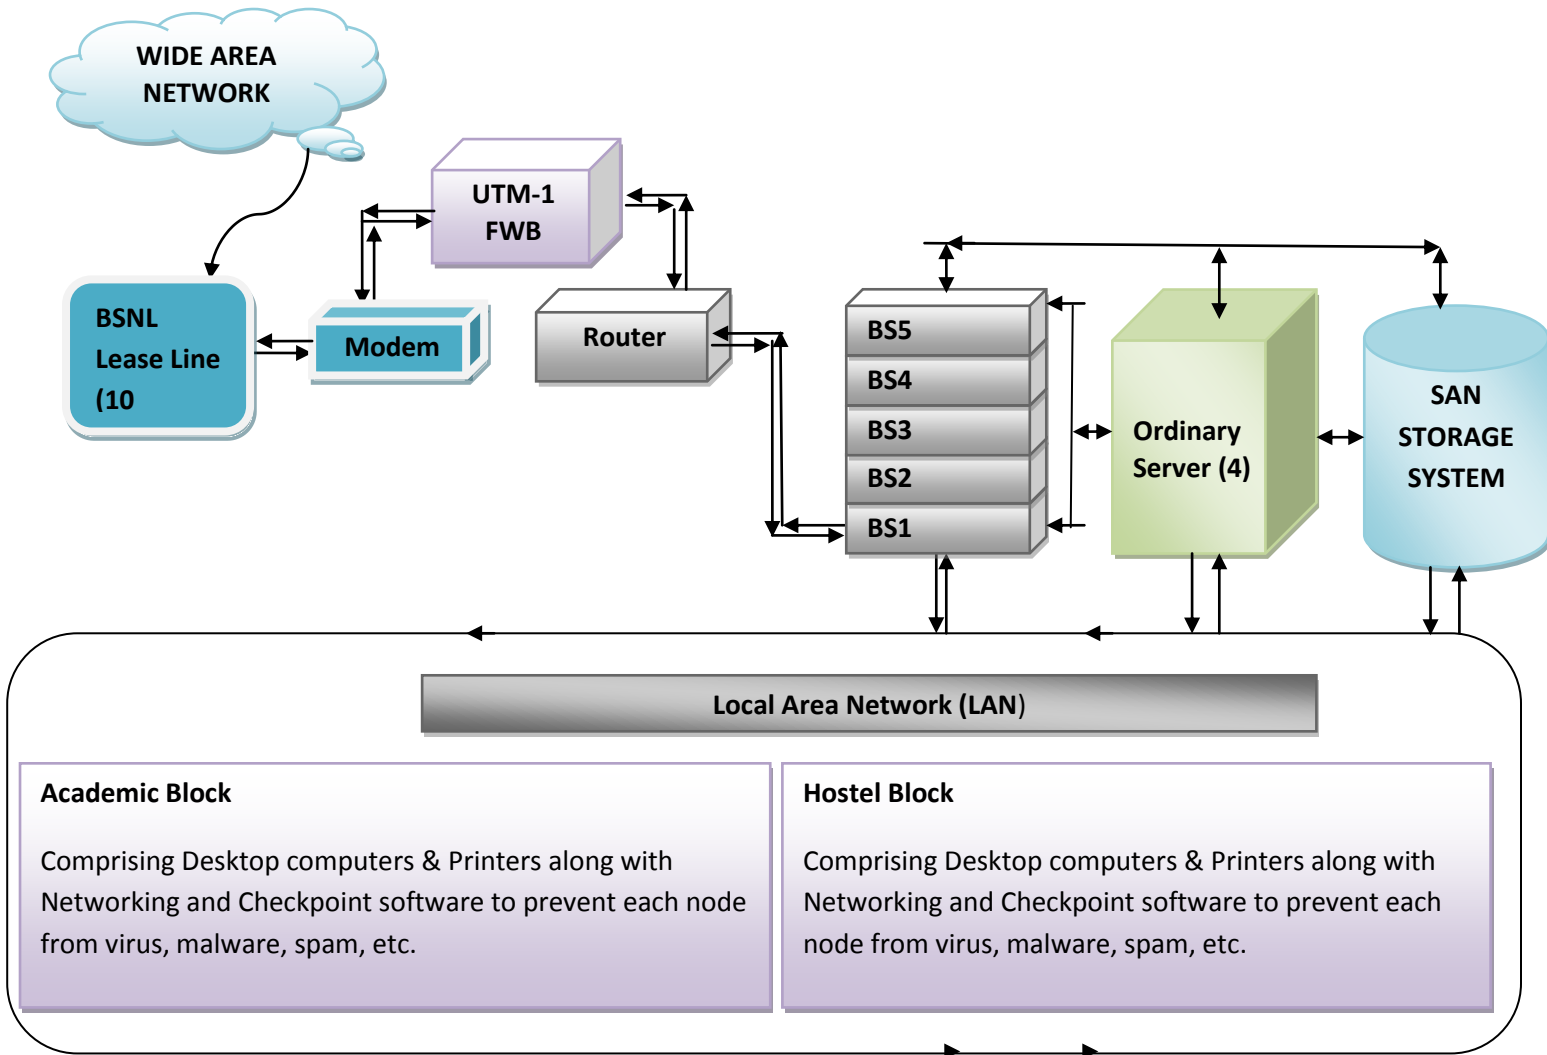 WIDE AREA
NETWORK
UTM-1
FWB
BSNL
Lease Line
(10
Modem
Router
BS5
BS4
BS3
BS2
BS1
Ordinary
Server (4)
SAN
STORAGE
SYSTEM
Local Area Network (LAN)
Academic Block
Comprising Desktop computers & Printers along with
Networking and Checkpoint software to prevent each node
from virus, malware, spam, etc.
Hostel Block
Comprising Desktop computers & Printers along with
Networking and Checkpoint software to prevent each
node from virus, malware, spam, etc.